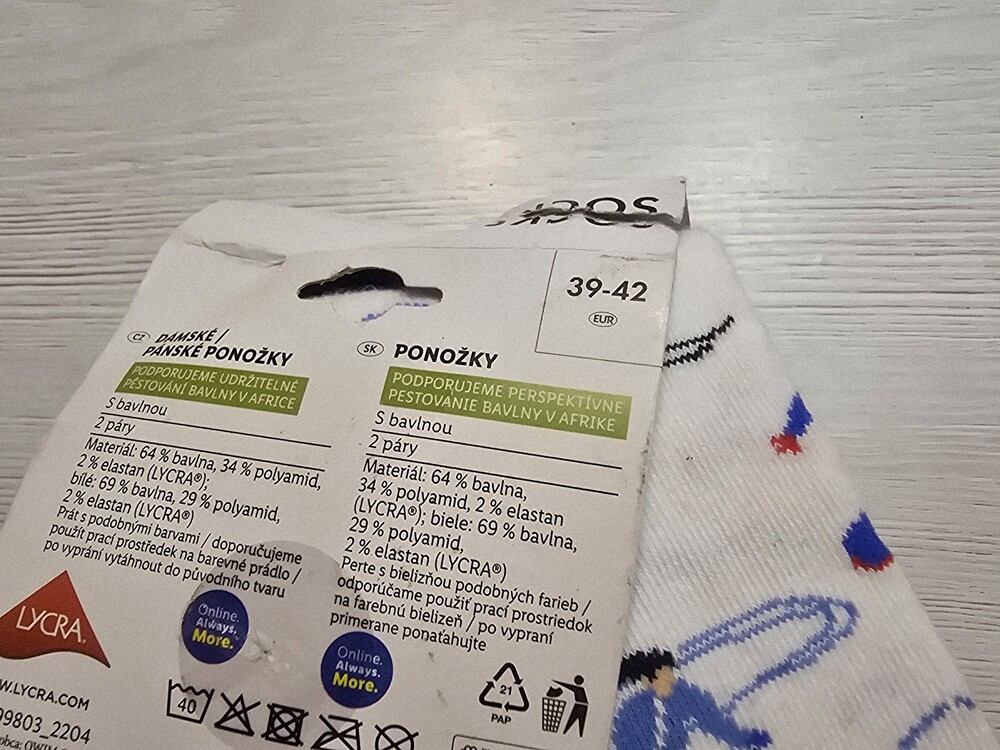 SOCKS
39-42
EUR
CZ DÁMSKÉ /
PÁNSKÉ PONOŽKY
PODPORUJEME UDRŽITELNÉ
PĚSTOVÁNÍ BAVLNY V AFRICE
S bavlnou
2 páry
Materiál: 64 % bavlna, 34 % polyamid,
2 % elastan (LYCRA®);
bílé: 69 % bavlna, 29 % polyamid,
2 % elastan (LYCRA®)
Prát s podobnými barvami / doporučujeme
použít prací prostředek na barevné prádlo /
po vyprání vytáhnout do původního tvaru
SK PONOŽKY
PODPORUJEME PERSPEKTÍVNE
PESTOVANIE BAVLNY V AFRIKE
S bavlnou
2 páry
Materiál: 64 % bavlna,
34 % polyamid, 2 % elastan
(LYCRA®); biele: 69 % bavlna,
29 % polyamid,
2 % elastan (LYCRA®)
Perte s bielizňou podobných farieb /
odporúčame použiť prací prostriedok
na farebnú bielizeň / po vypraní
primerane ponaťahujte
LYCRA®
Online.
Always.
More.
Online.
Always.
More.
W.LYCRA.COM
99803_2204
40
21
PAP